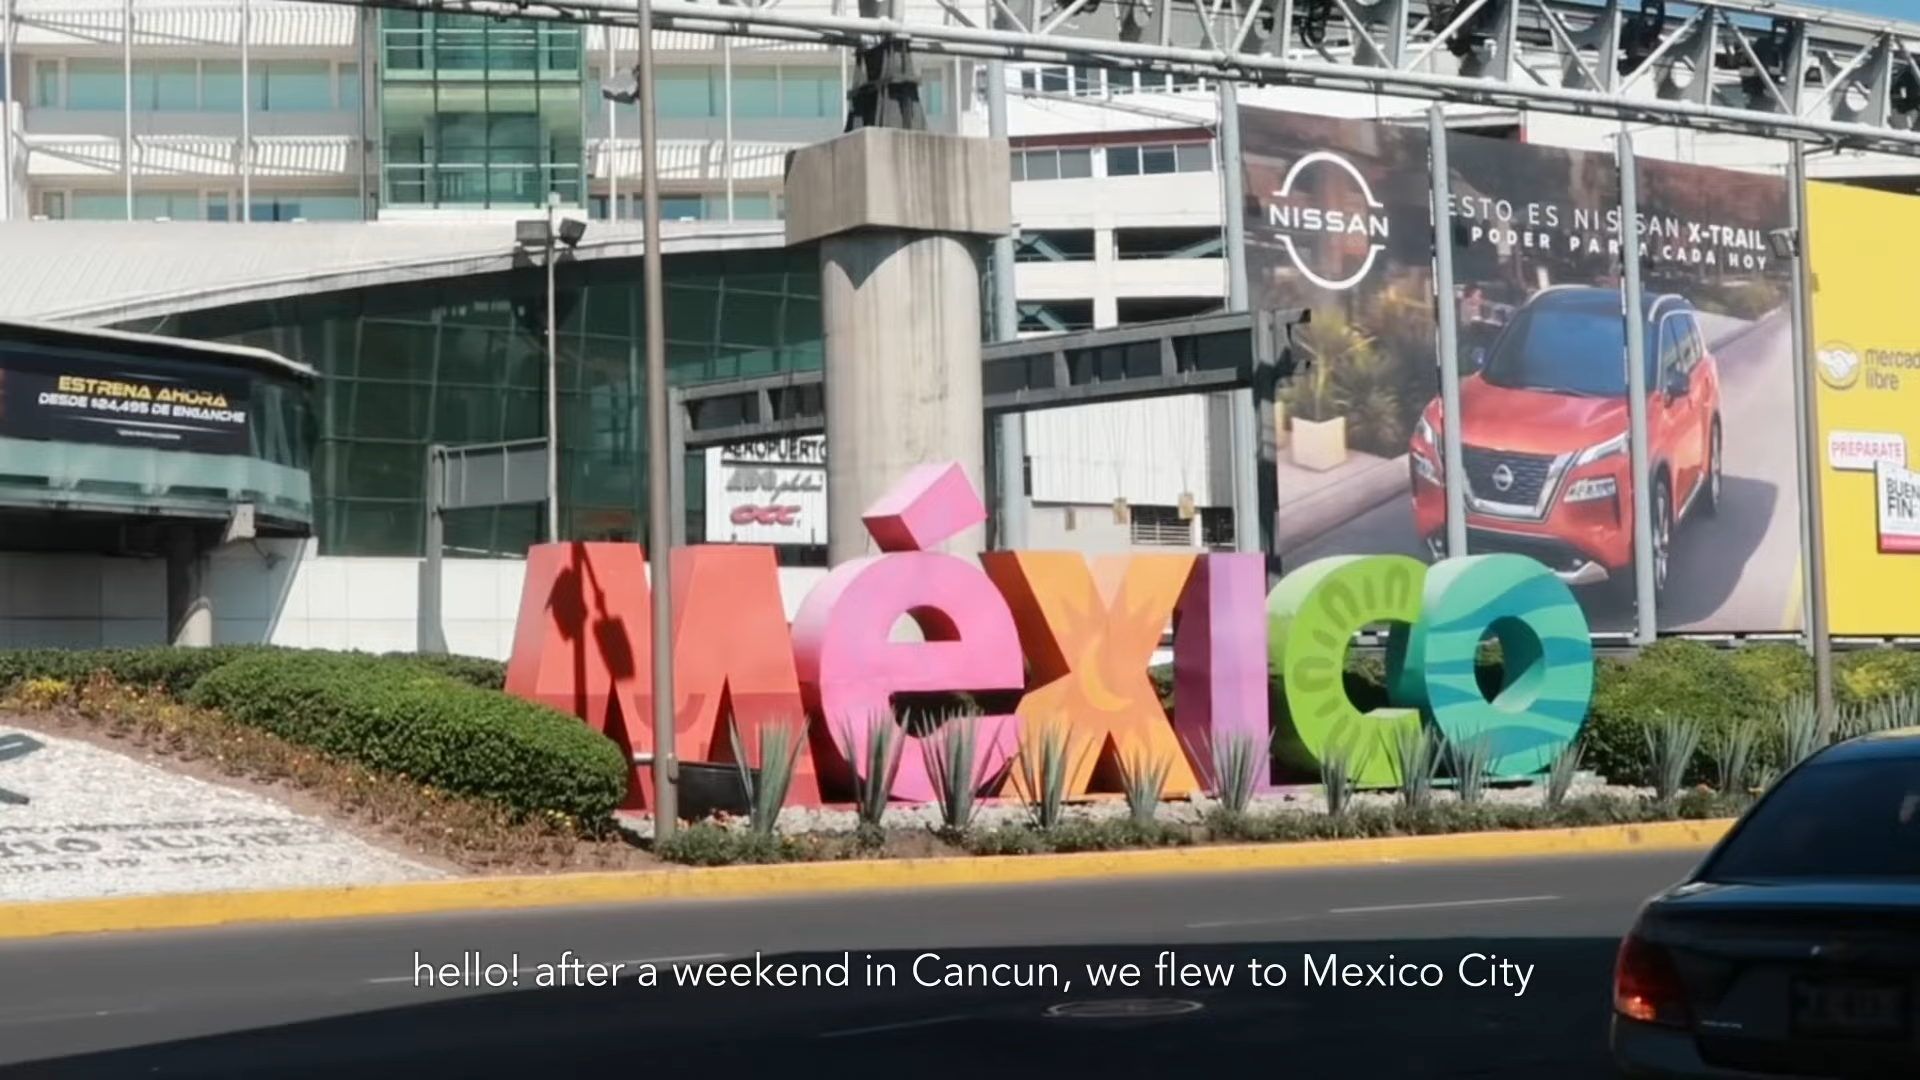 NISSAN
ESTO ES NISSAN X-TRAIL
PODER PARA CADA HOY
mercado
libre
ESTRENA AHORA
DESDE $24,495 DE ENGANCHE
PREPÁRATE
BUEN
FIN
AEROPUERTO
OCC
MéxIco
hello! after a weekend in Cancun, we flew to Mexico City